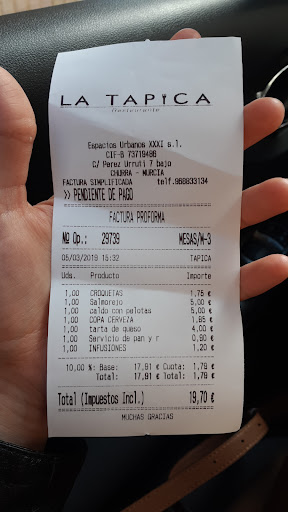 LA TAPICA
Restaurante
Espacios Urbanos XXXI s.l.
CIF-B 73719486
C/ Perez Urruti 7 bajo
CHURRA - MURCIA
FACTURA SIMPLIFICADA telf.968833134
>> PENDIENTE DE PAGO
FACTURA PROFORMA
Nº Op.: 29739 MESAS/M-3
05/03/2019 15:32 TAPICA
Uds. Producto Importe
1,00 CROQUETAS 1,75 €
1,00 Salmorejo 5,00 €
1,00 caldo con pelotas 5,00 €
1,00 COPA CERVEZA 1,65 €
1,00 tarta de queso 4,00 €
1,00 Servicio de pan y r 0,80 €
1,00 INFUSIONES 1,20 €
10,00 %: Base: 17,91 € Cuota: 1,79 €
Total: 17,91 € Total: 1,79 €
Total (Impuestos Incl.) 19,70 €
MUCHAS GRACIAS